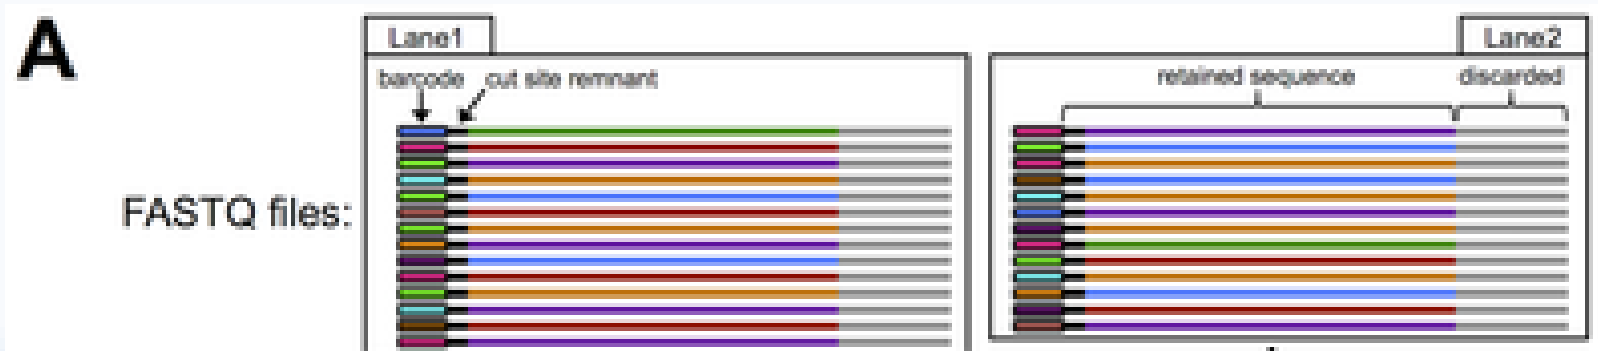 A
Lane1
Lane2
barcode
cut site remnant
retained sequence
discarded
FASTQ files: